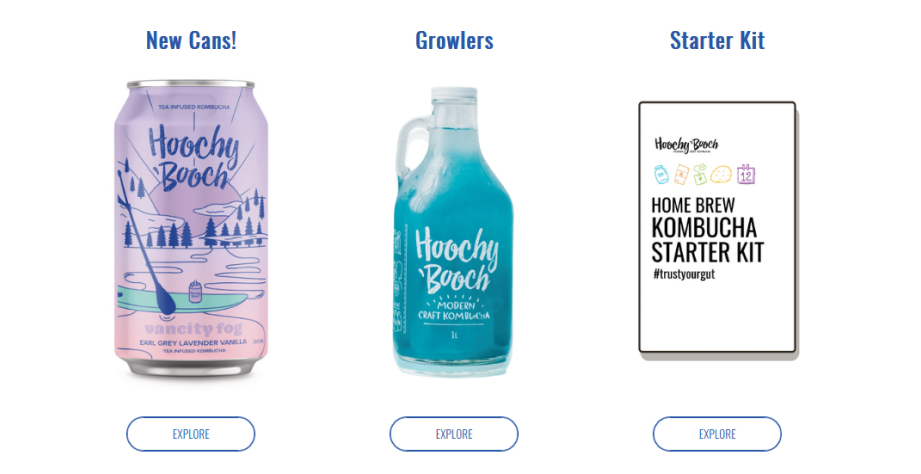 New Cans!
Growlers
Starter Kit
TEA INFUSED KOMBUCHA
Hoochy
'Booch
vancity fog
EARL GREY LAVENDER VANILLA
TEA INFUSED KOMBUCHA
Hoochy
'Booch
MODERN
CRAFT KOMBUCHA
1L
Hoochy 'Booch
HOME BREW
KOMBUCHA
STARTER KIT
#trustyourgut
EXPLORE
EXPLORE
EXPLORE